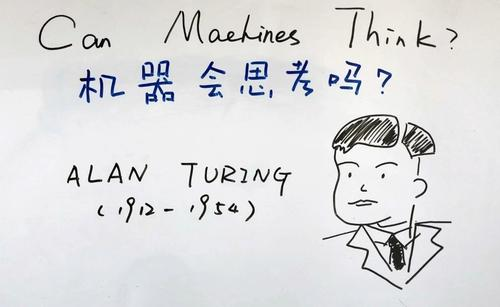 Can Machines Think?
机器会思考吗?
ALAN TURING
(1912-1954)